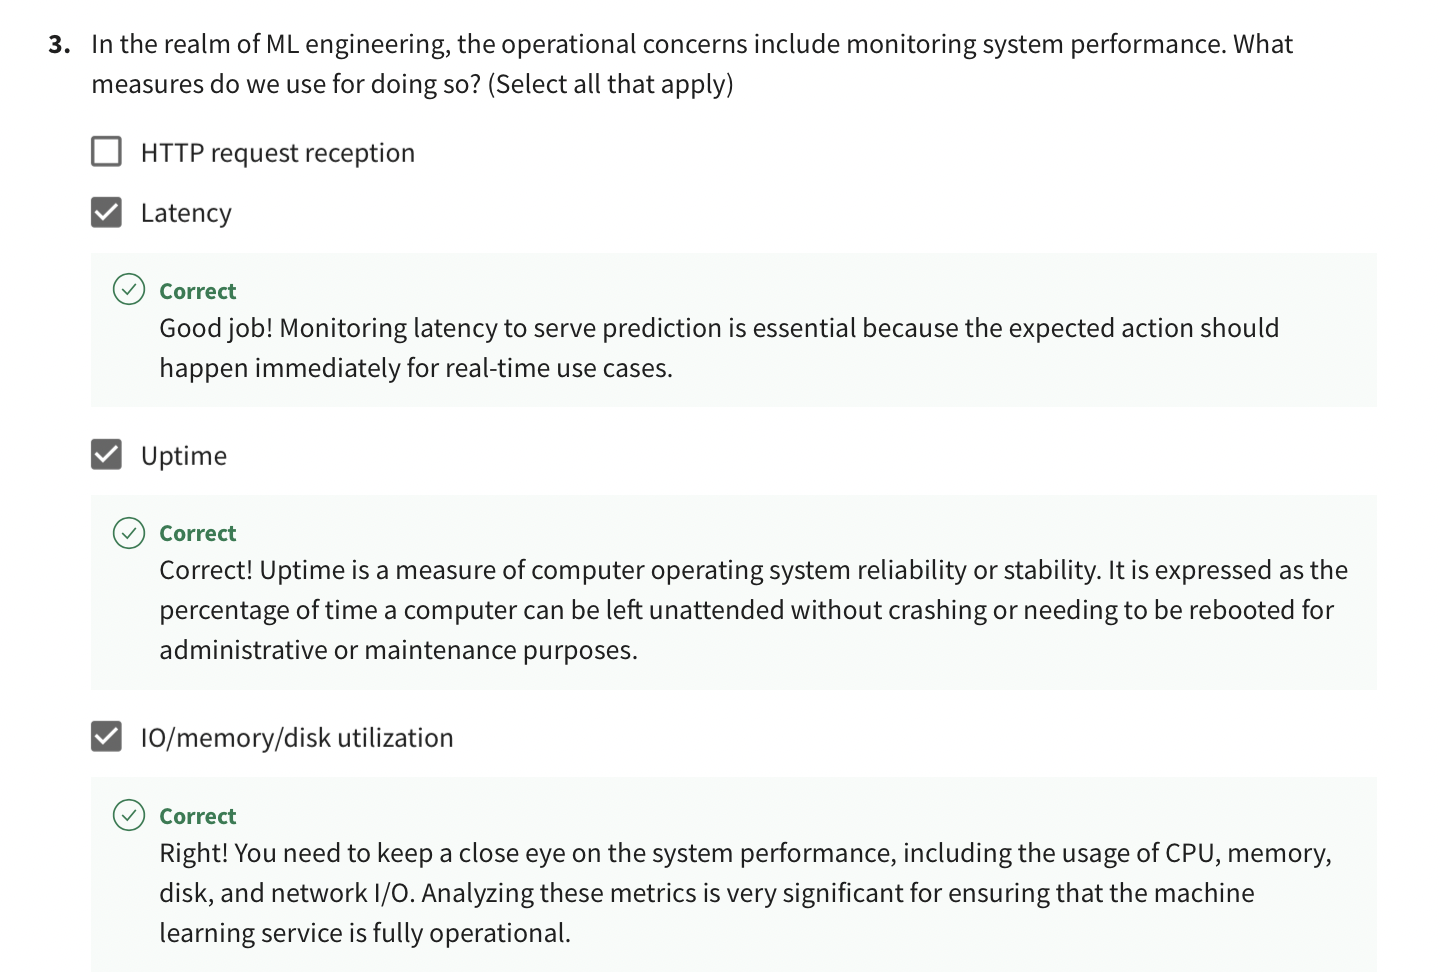 3. In the realm of ML engineering, the operational concerns include monitoring system performance. What
measures do we use for doing so? (Select all that apply)
HTTP request reception
Latency
Correct
Good job! Monitoring latency to serve prediction is essential because the expected action should
happen immediately for real-time use cases.
Uptime
Correct
Correct! Uptime is a measure of computer operating system reliability or stability. It is expressed as the
percentage of time a computer can be left unattended without crashing or needing to be rebooted for
administrative or maintenance purposes.
IO/memory/disk utilization
Correct
Right! You need to keep a close eye on the system performance, including the usage of CPU, memory,
disk, and network I/O. Analyzing these metrics is very significant for ensuring that the machine
learning service is fully operational.